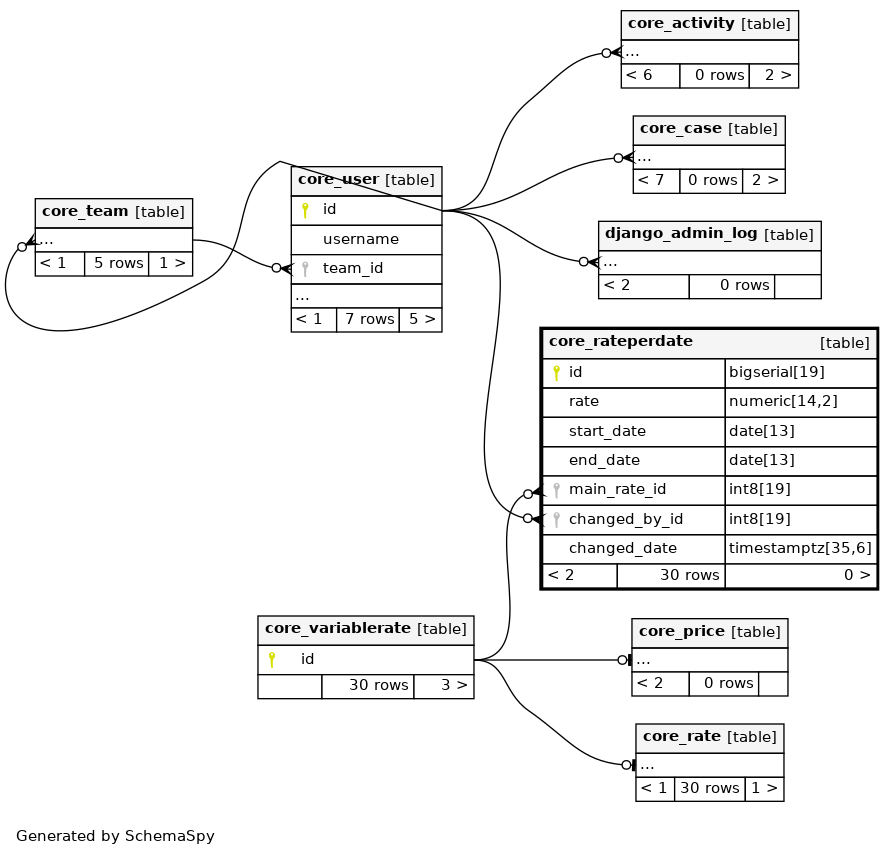 core_activity [table]
...
< 6 0 rows 2 >
core_case [table]
...
< 7 0 rows 2 >
core_user [table]
id
username
team_id
...
< 1 7 rows 5 >
core_team [table]
...
< 1 5 rows 1 >
django_admin_log [table]
...
< 2 0 rows
core_rateperdate [table]
id bigserial[19]
rate numeric[14,2]
start_date date[13]
end_date date[13]
main_rate_id int8[19]
changed_by_id int8[19]
changed_date timestamptz[35,6]
< 2 30 rows 0 >
core_variablerate [table]
id
30 rows 3 >
core_price [table]
...
< 2 0 rows
core_rate [table]
...
< 1 30 rows 1 >
Generated by SchemaSpy